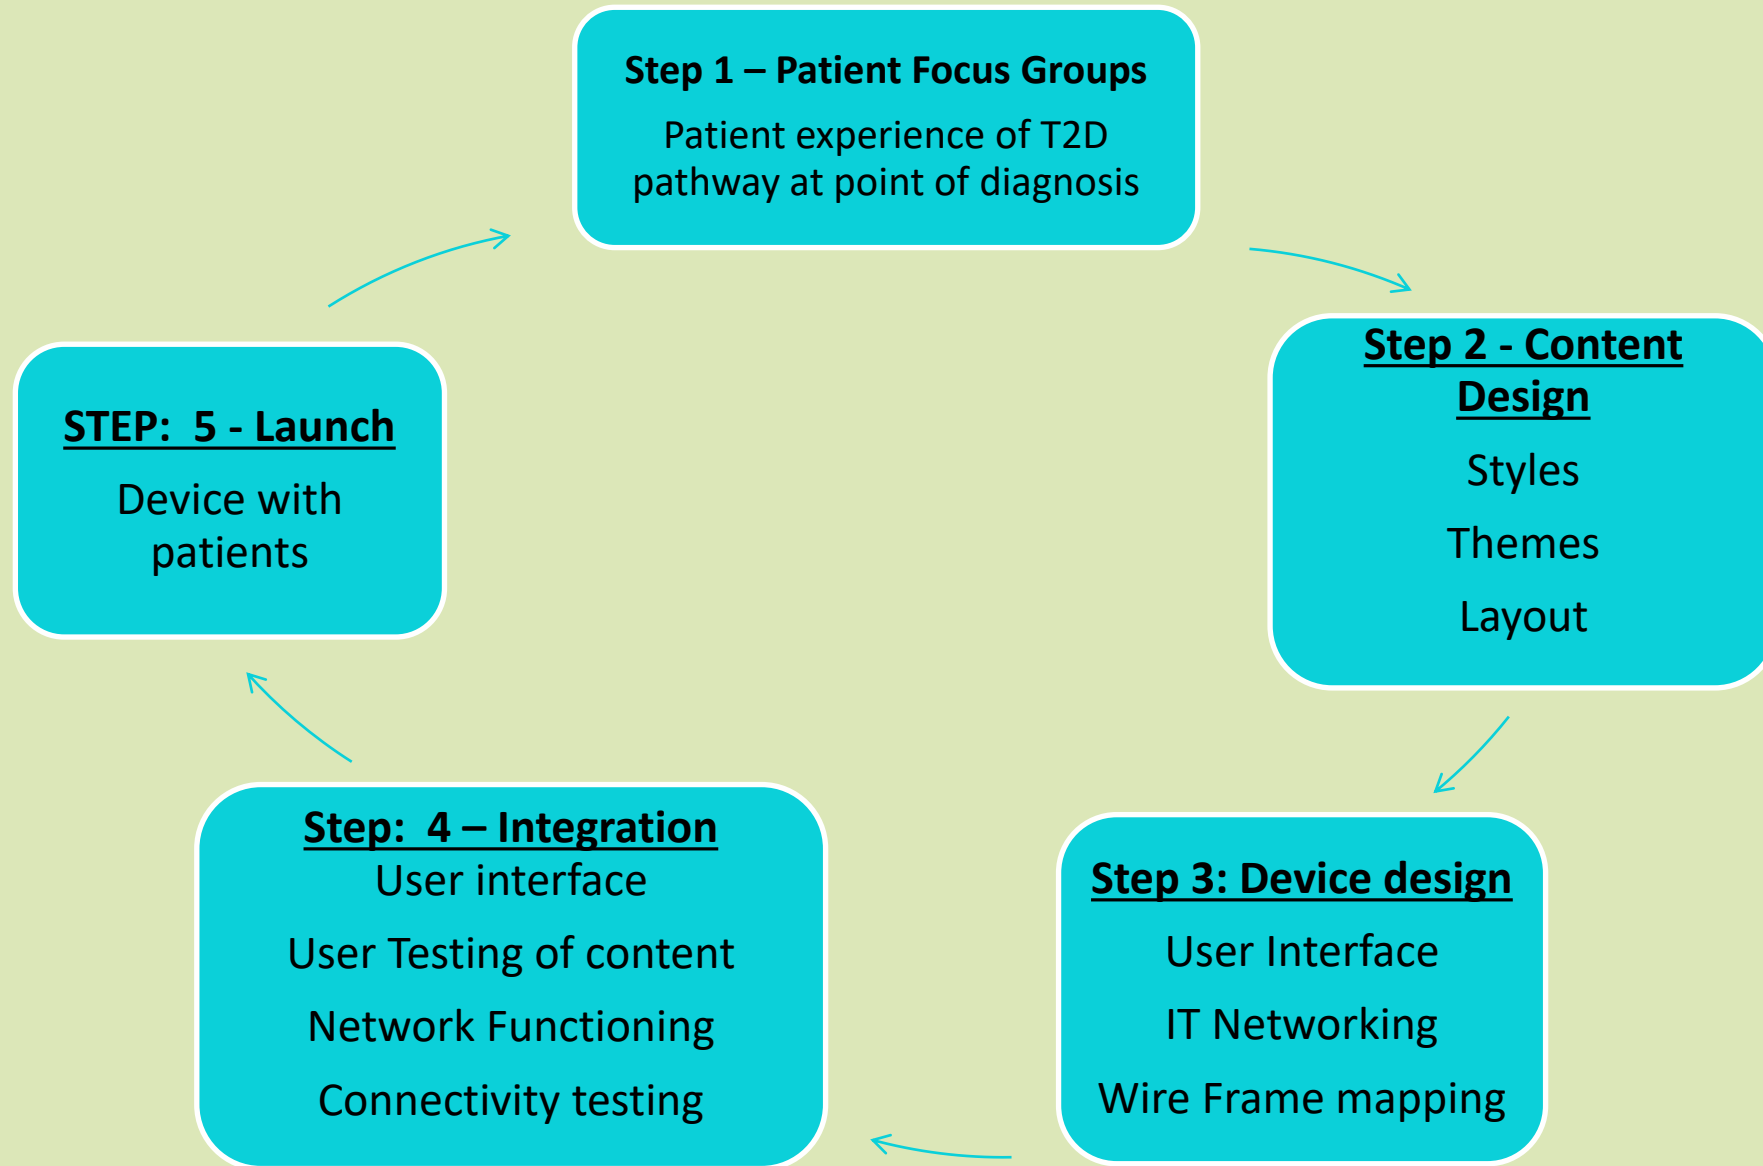 Step 1 – Patient Focus Groups
Patient experience of T2D
pathway at point of diagnosis
Step 2 - Content
Design
Styles
Themes
Layout
Step 3: Device design
User Interface
IT Networking
Wire Frame mapping
Step:  4 – Integration
User interface
User Testing of content
Network Functioning
Connectivity testing
STEP:  5 - Launch
Device with
patients